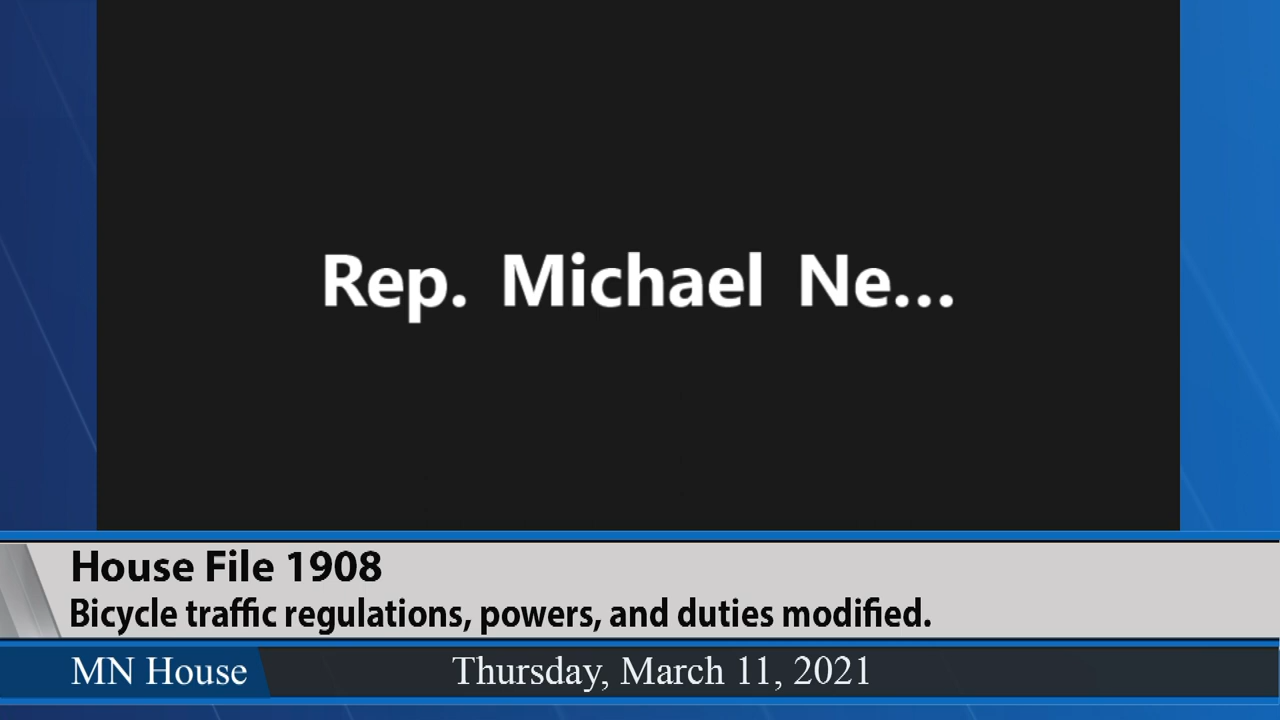 Rep. Michael Ne...
House File 1908
Bicycle traffic regulations, powers, and duties modified.
MN House
Thursday, March 11, 2021